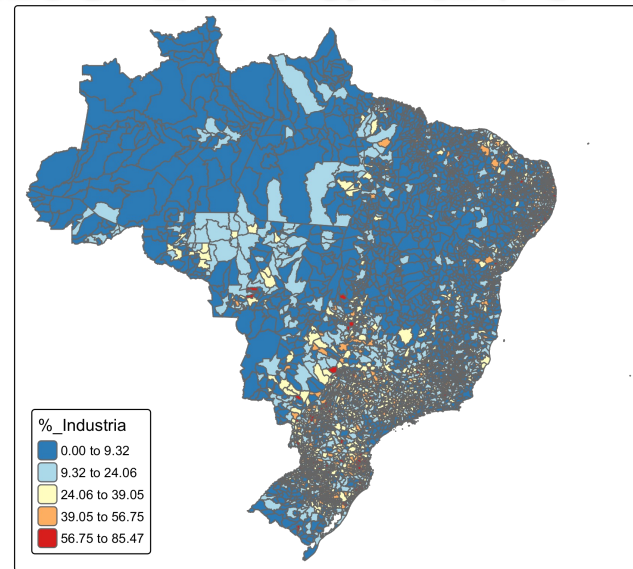 %_Industria
0.00 to 9.32
9.32 to 24.06
24.06 to 39.05
39.05 to 56.75
56.75 to 85.47